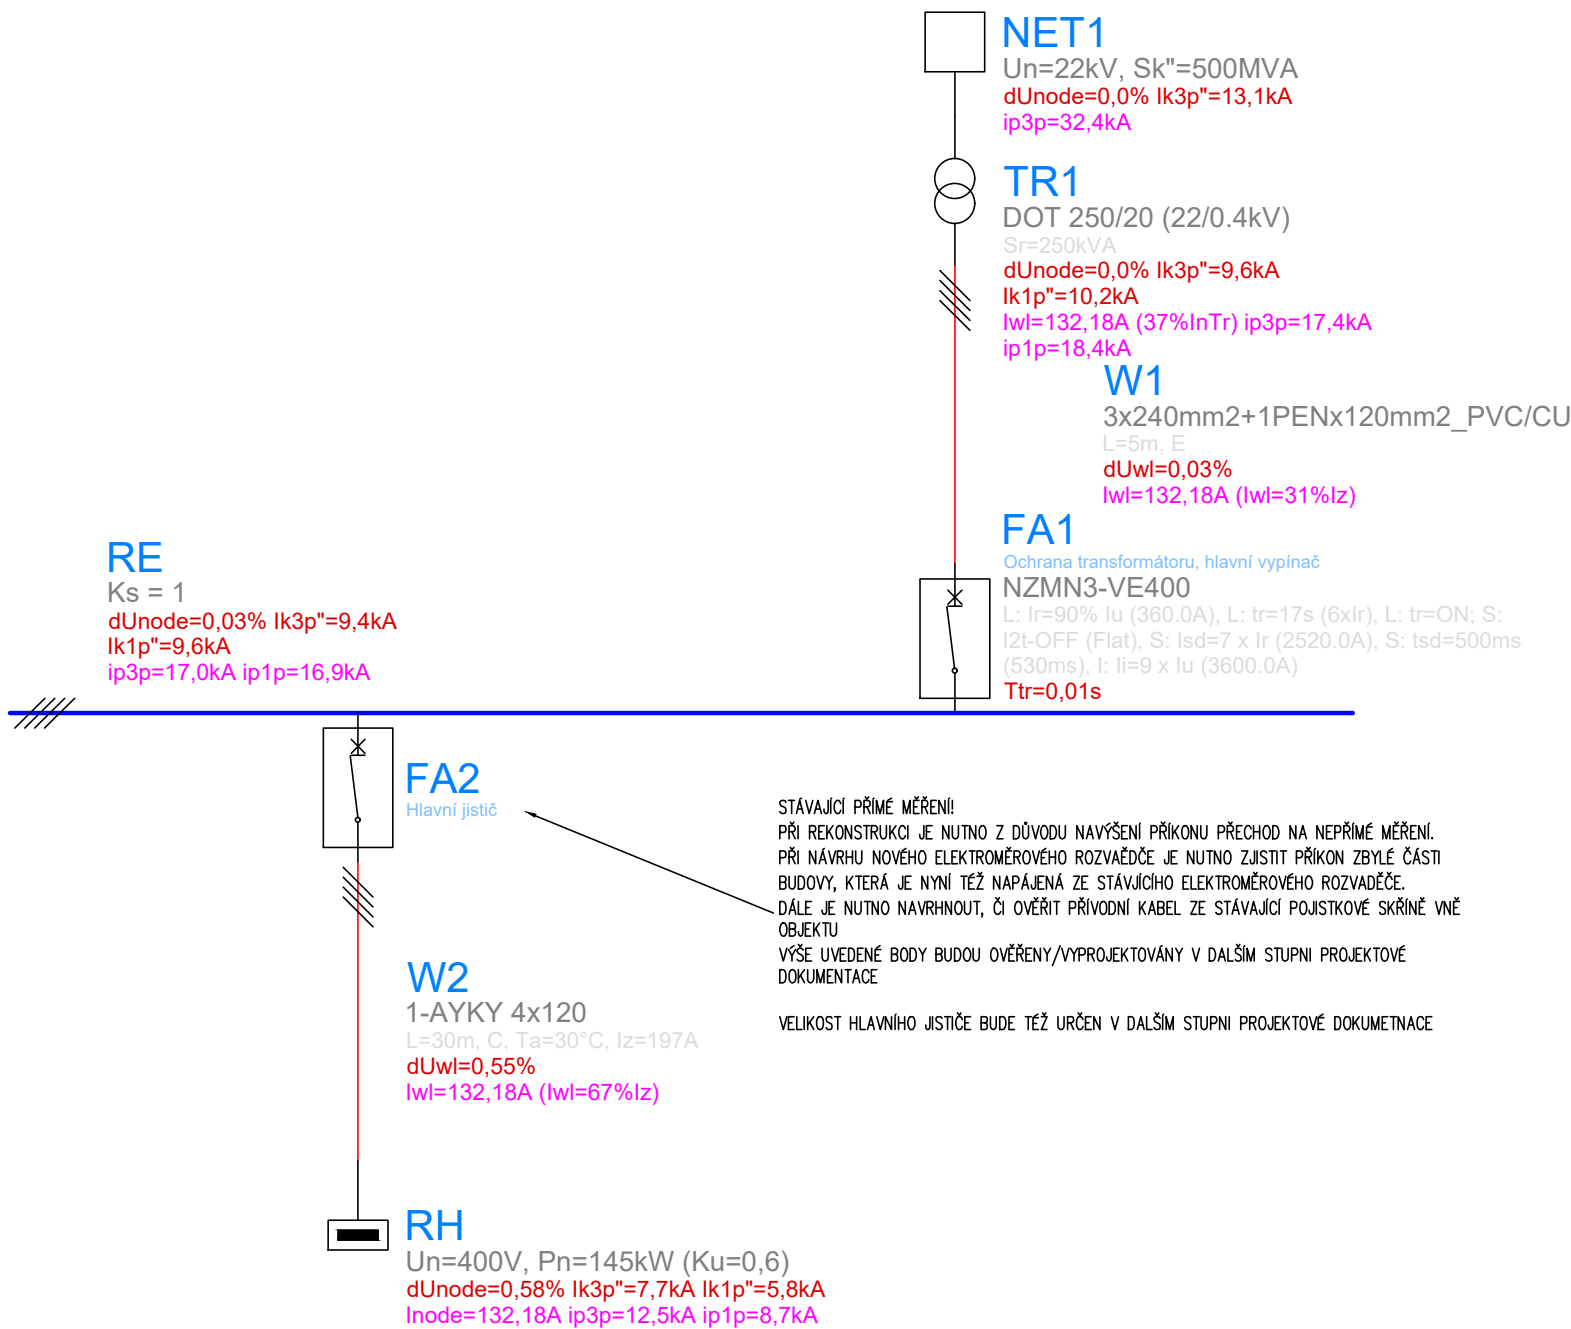 NET1
Un=22kV, Sk"=500MVA
dUnode=0,0% Ik3p"=13,1kA
ip3p=32,4kA
TR1
DOT 250/20 (22/0.4kV)
Sr=250kVA
dUnode=0,0% Ik3p"=9,6kA
Ik1p"=10,2kA
Iwl=132,18A (37%InTr) ip3p=17,4kA
ip1p=18,4kA
W1
3x240mm2+1PENx120mm2_PVC/CU
L=5m, E
dUwl=0,03%
Iwl=132,18A (Iwl=31%Iz)
FA1
Ochrana transformátoru, hlavní vypínač
NZMN3-VE400
L: Ir=90% Iu (360.0A), L: tr=17s (6xIr), L: tr=ON; S:
I2t-OFF (Flat), S: Isd=7 x Ir (2520.0A), S: tsd=500ms
(530ms), I: Ii=9 x Iu (3600.0A)
Ttr=0,01s
RE
Ks = 1
dUnode=0,03% Ik3p"=9,4kA
Ik1p"=9,6kA
ip3p=17,0kA ip1p=16,9kA
FA2
Hlavní jistič
STÁVAJÍCÍ PŘÍMÉ MĚŘENÍ!
PŘI REKONSTRUKCI JE NUTNO Z DŮVODU NAVÝŠENÍ PŘÍKONU PŘECHOD NA NEPŘÍMÉ MĚŘENÍ.
PŘI NÁVRHU NOVÉHO ELEKTROMĚROVÉHO ROZVAĚDČE JE NUTNO ZJISTIT PŘÍKON ZBYLÉ ČÁSTI
BUDOVY, KTERÁ JE NYNÍ TÉŽ NAPÁJENÁ ZE STÁVJÍCÍHO ELEKTROMĚROVÉHO ROZVADĚČE.
DÁLE JE NUTNO NAVRHNOUT, ČI OVĚŘIT PŘÍVODNÍ KABEL ZE STÁVAJÍCÍ POJISTKOVÉ SKŘÍNĚ VNĚ
OBJEKTU
VÝŠE UVEDENÉ BODY BUDOU OVĚŘENY/VYPROJEKTOVÁNY V DALŠÍM STUPNI PROJEKTOVÉ
DOKUMENTACE
VELIKOST HLAVNÍHO JISTIČE BUDE TÉŽ URČEN V DALŠÍM STUPNI PROJEKTOVÉ DOKUMETNACE
W2
1-AYKY 4x120
L=30m, C, Ta=30°C, Iz=197A
dUwl=0,55%
Iwl=132,18A (Iwl=67%Iz)
RH
Un=400V, Pn=145kW (Ku=0,6)
dUnode=0,58% Ik3p"=7,7kA Ik1p"=5,8kA
Inode=132,18A ip3p=12,5kA ip1p=8,7kA